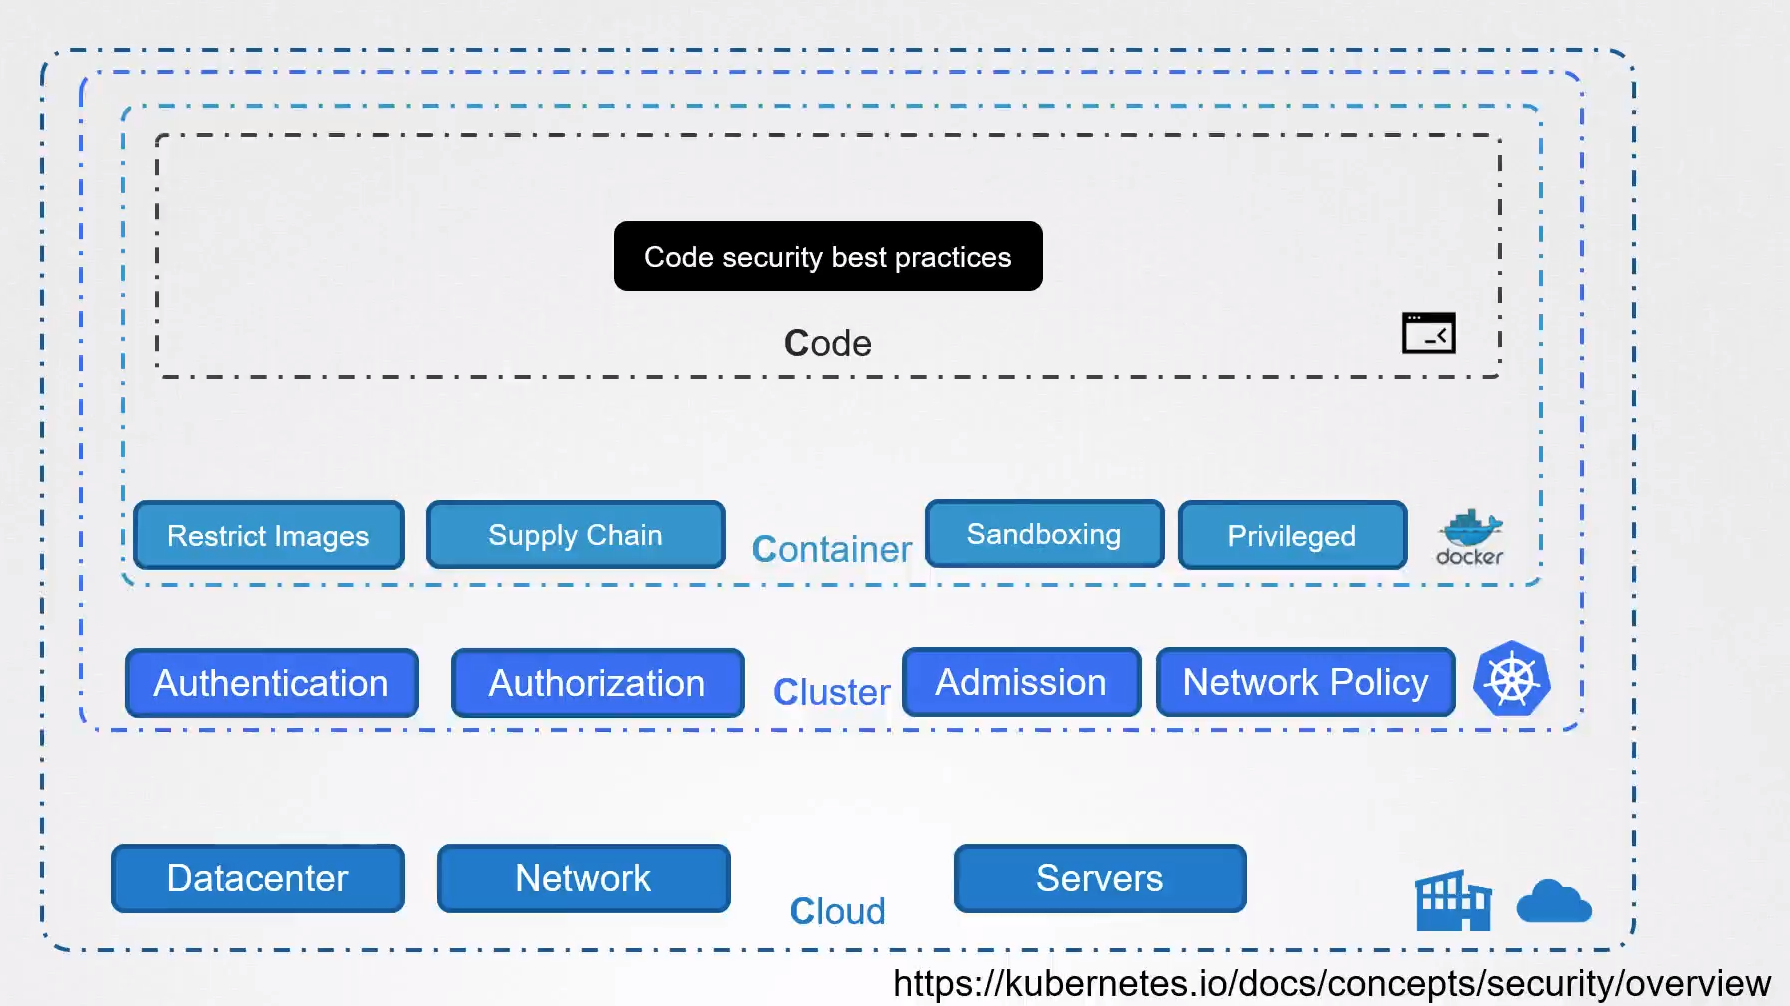 Code security best practices
Code
Restrict Images
Supply Chain
Container
Sandboxing
Privileged
docker
Authentication
Authorization
Cluster
Admission
Network Policy
Datacenter
Network
Cloud
Servers
https://kubernetes.io/docs/concepts/security/overview